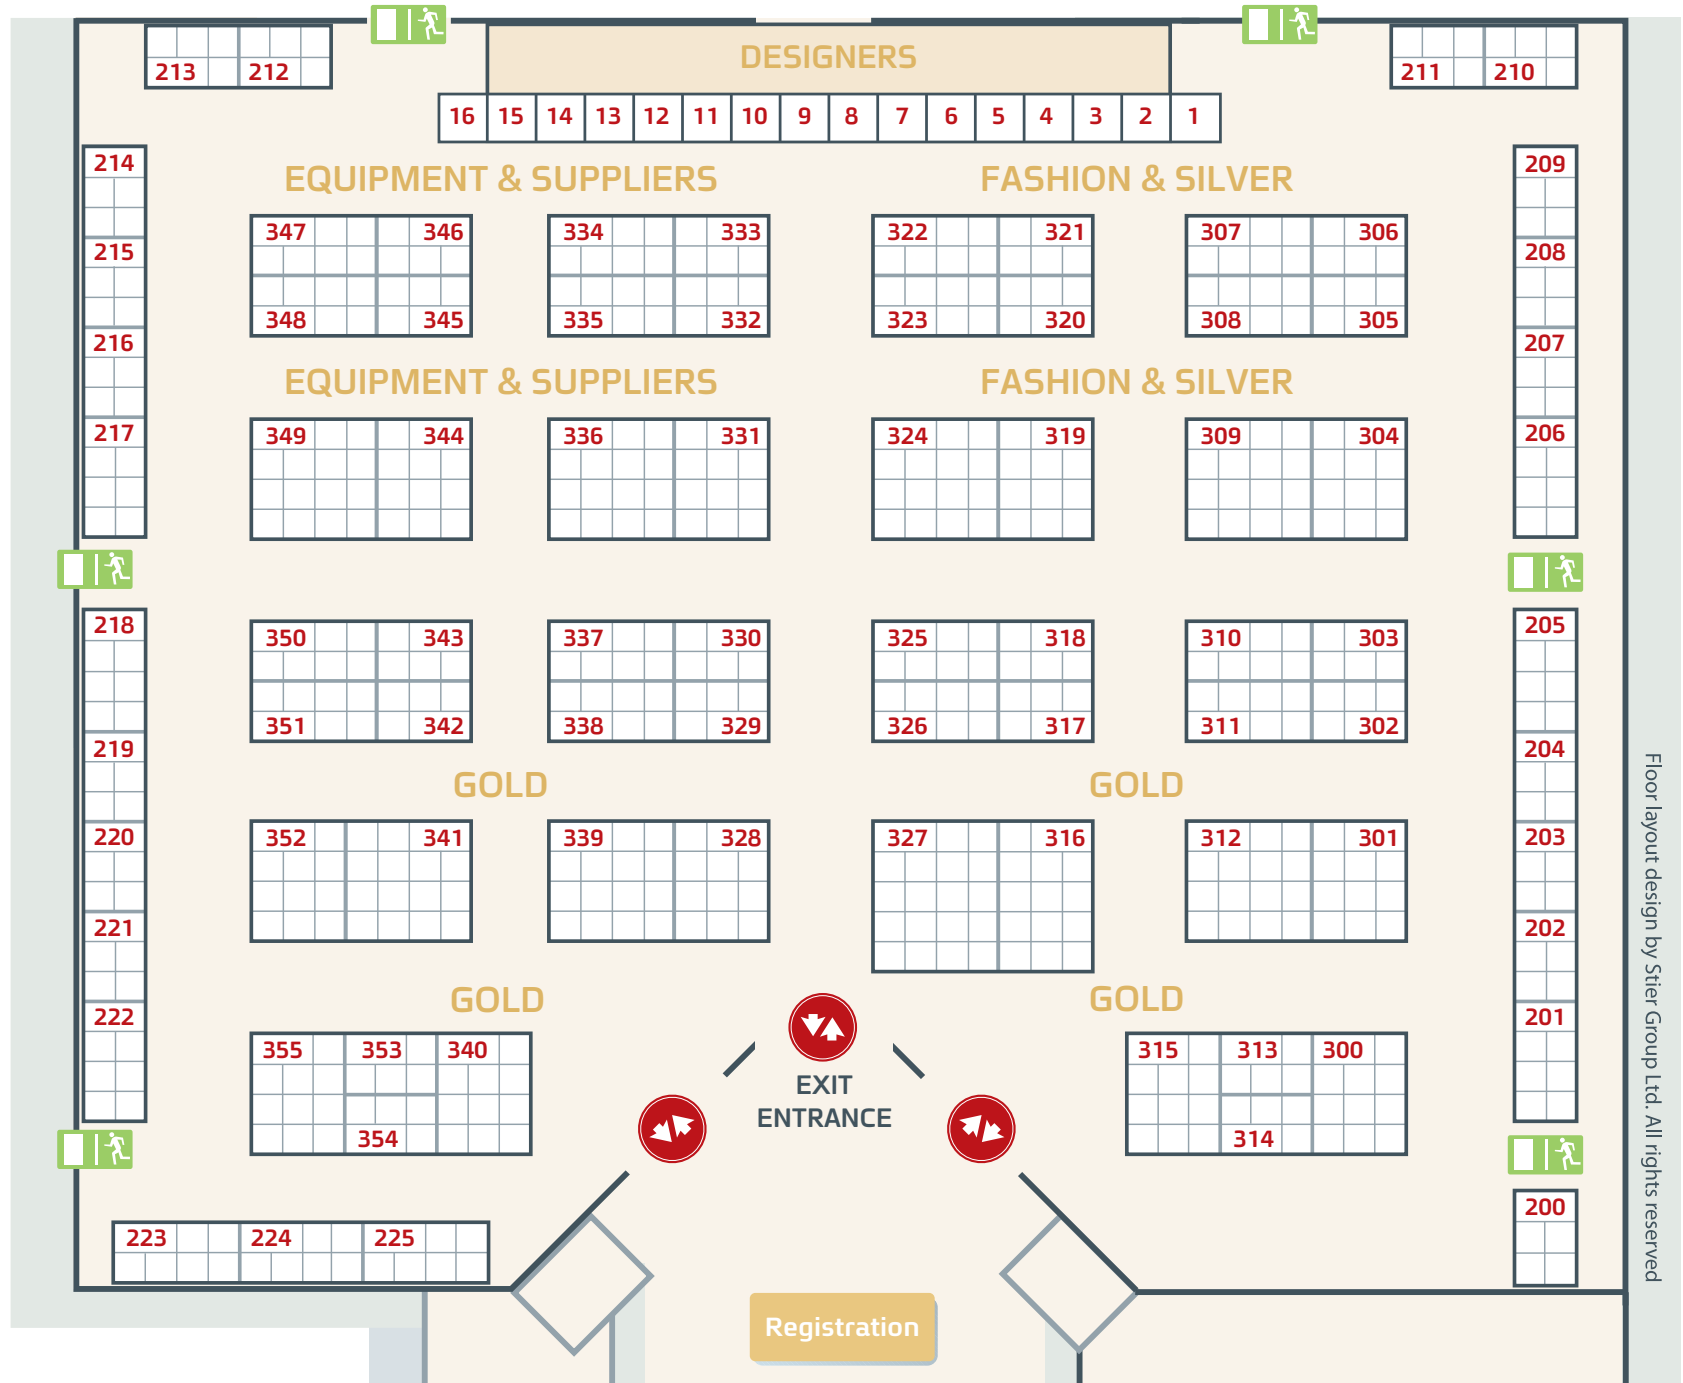 DESIGNERS
213 212
211 210
16 15 14 13 12 11 10 9 8 7 6 5 4 3 2 1
214
209
EQUIPMENT & SUPPLIERS
FASHION & SILVER
347 346 334 333 322 321 307 306
215
208
348 345 335 332 323 320 308 305
216
207
EQUIPMENT & SUPPLIERS
FASHION & SILVER
217
349 344 336 331 324 319 309 304
206
218
205
350 343 337 330 325 318 310 303
351 342 338 329 326 317 311 302
219
204
GOLD
GOLD
220
352 341 339 328 327 316 312 301
203
221
202
GOLD
GOLD
222
201
355 353 340
315 313 300
EXIT
ENTRANCE
354
314
200
223 224 225
Registration
Floor layout design by Stier Group Ltd. All rights reserved